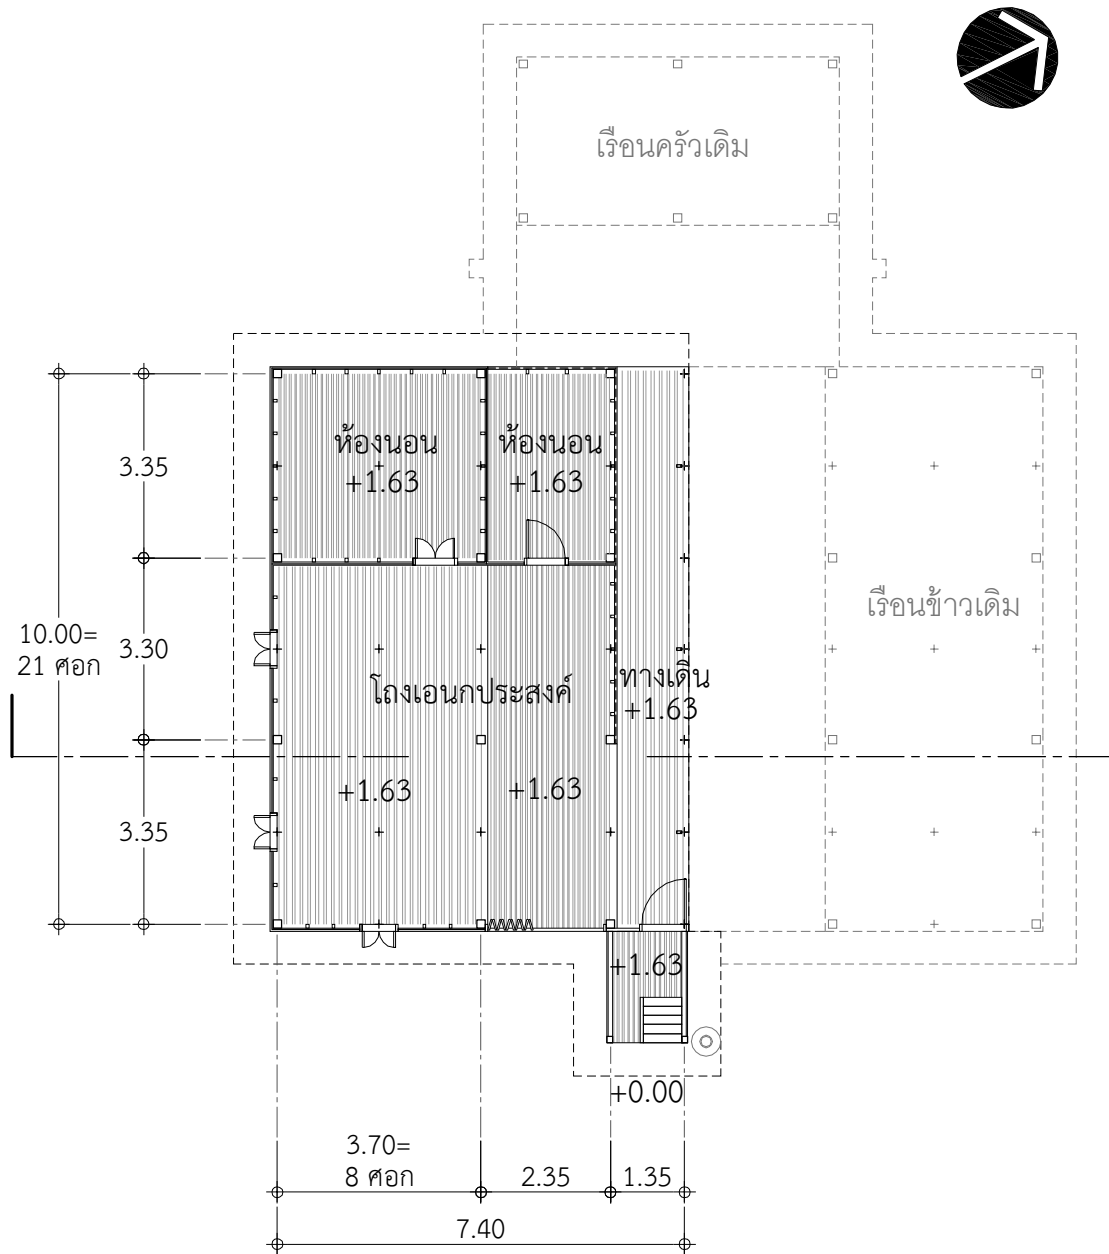 เรือนครัวเดิม
ห้องนอน
+1.63
ห้องนอน
+1.63
3.35
10.00=
21 ศอก
3.30
3.35
เรือนข้าวเดิม
โถงเอนกประสงค์
ทางเดิน
+1.63
+1.63
+1.63
+1.63
+0.00
3.70=
8 ศอก
2.35
1.35
7.40